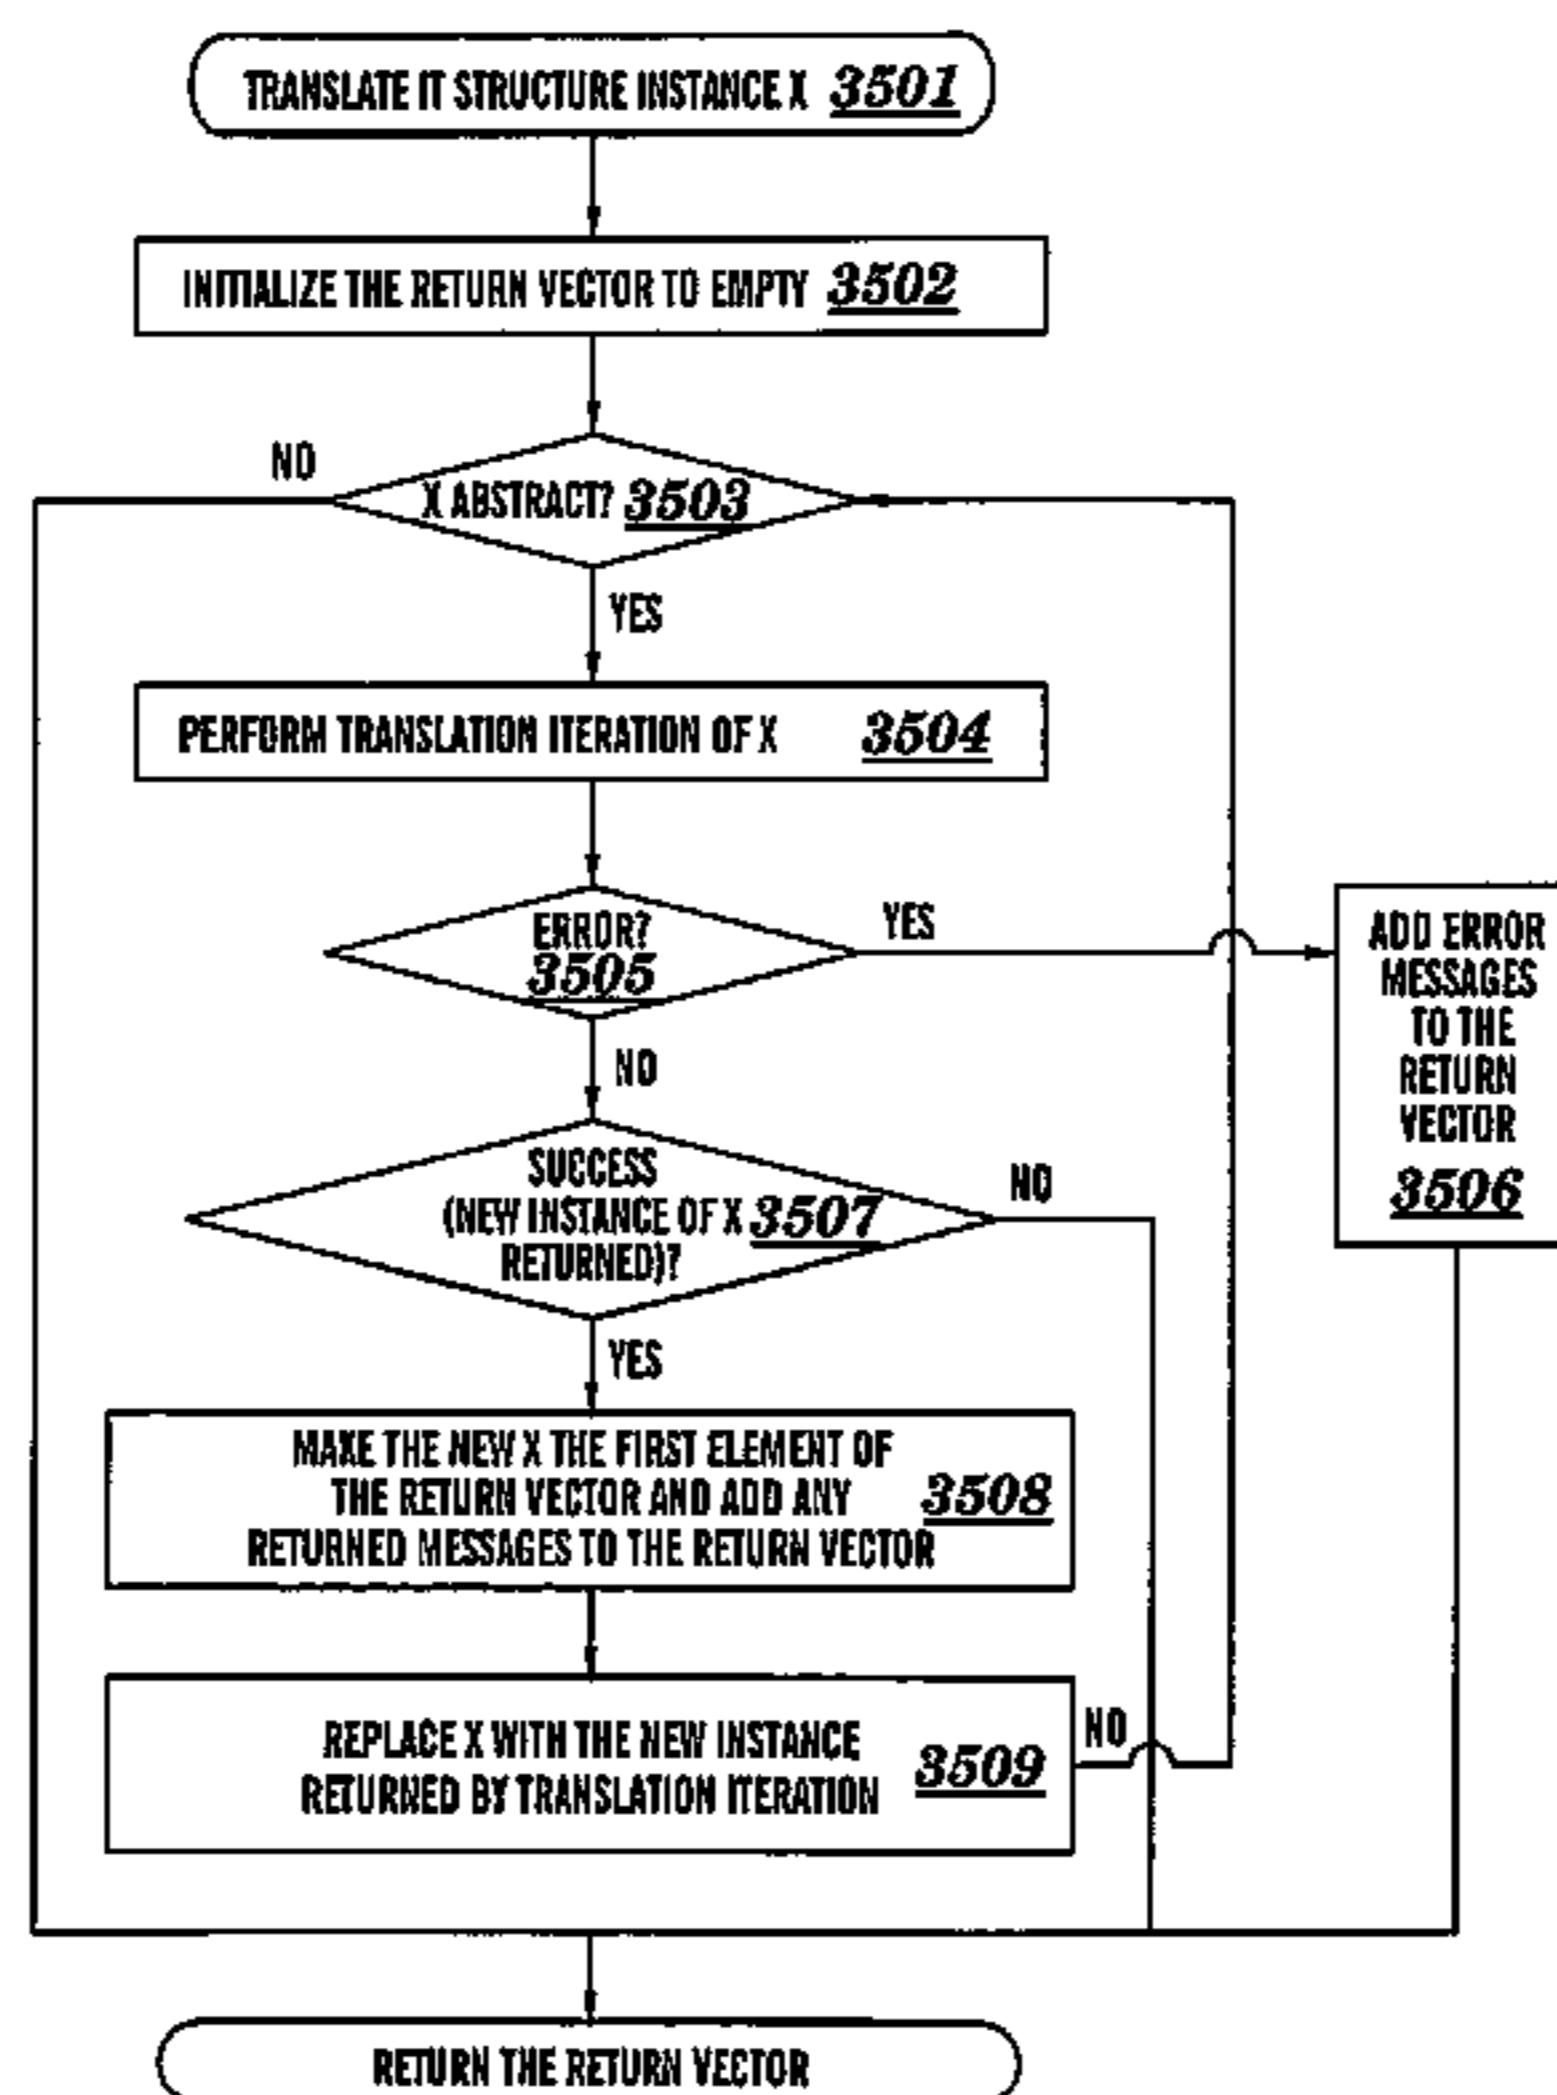 TRANSLATE IT STRUCTURE INSTANCE X 3501
INITIALIZE THE RETURN VECTOR TO EMPTY 3502
NO
X ABSTRACT? 3503
YES
PERFORM TRANSLATION ITERATION OF X 3504
ERROR?
3505
YES
NO
ADD ERROR
MESSAGES
TO THE
RETURN
VECTOR
3506
SUCCESS
(NEW INSTANCE OF X 3507
RETURNED)?
NO
YES
MAKE THE NEW X THE FIRST ELEMENT OF
THE RETURN VECTOR AND ADD ANY 3508
RETURNED MESSAGES TO THE RETURN VECTOR
REPLACE X WITH THE NEW INSTANCE
RETURNED BY TRANSLATION ITERATION 3509
NO
RETURN THE RETURN VECTOR